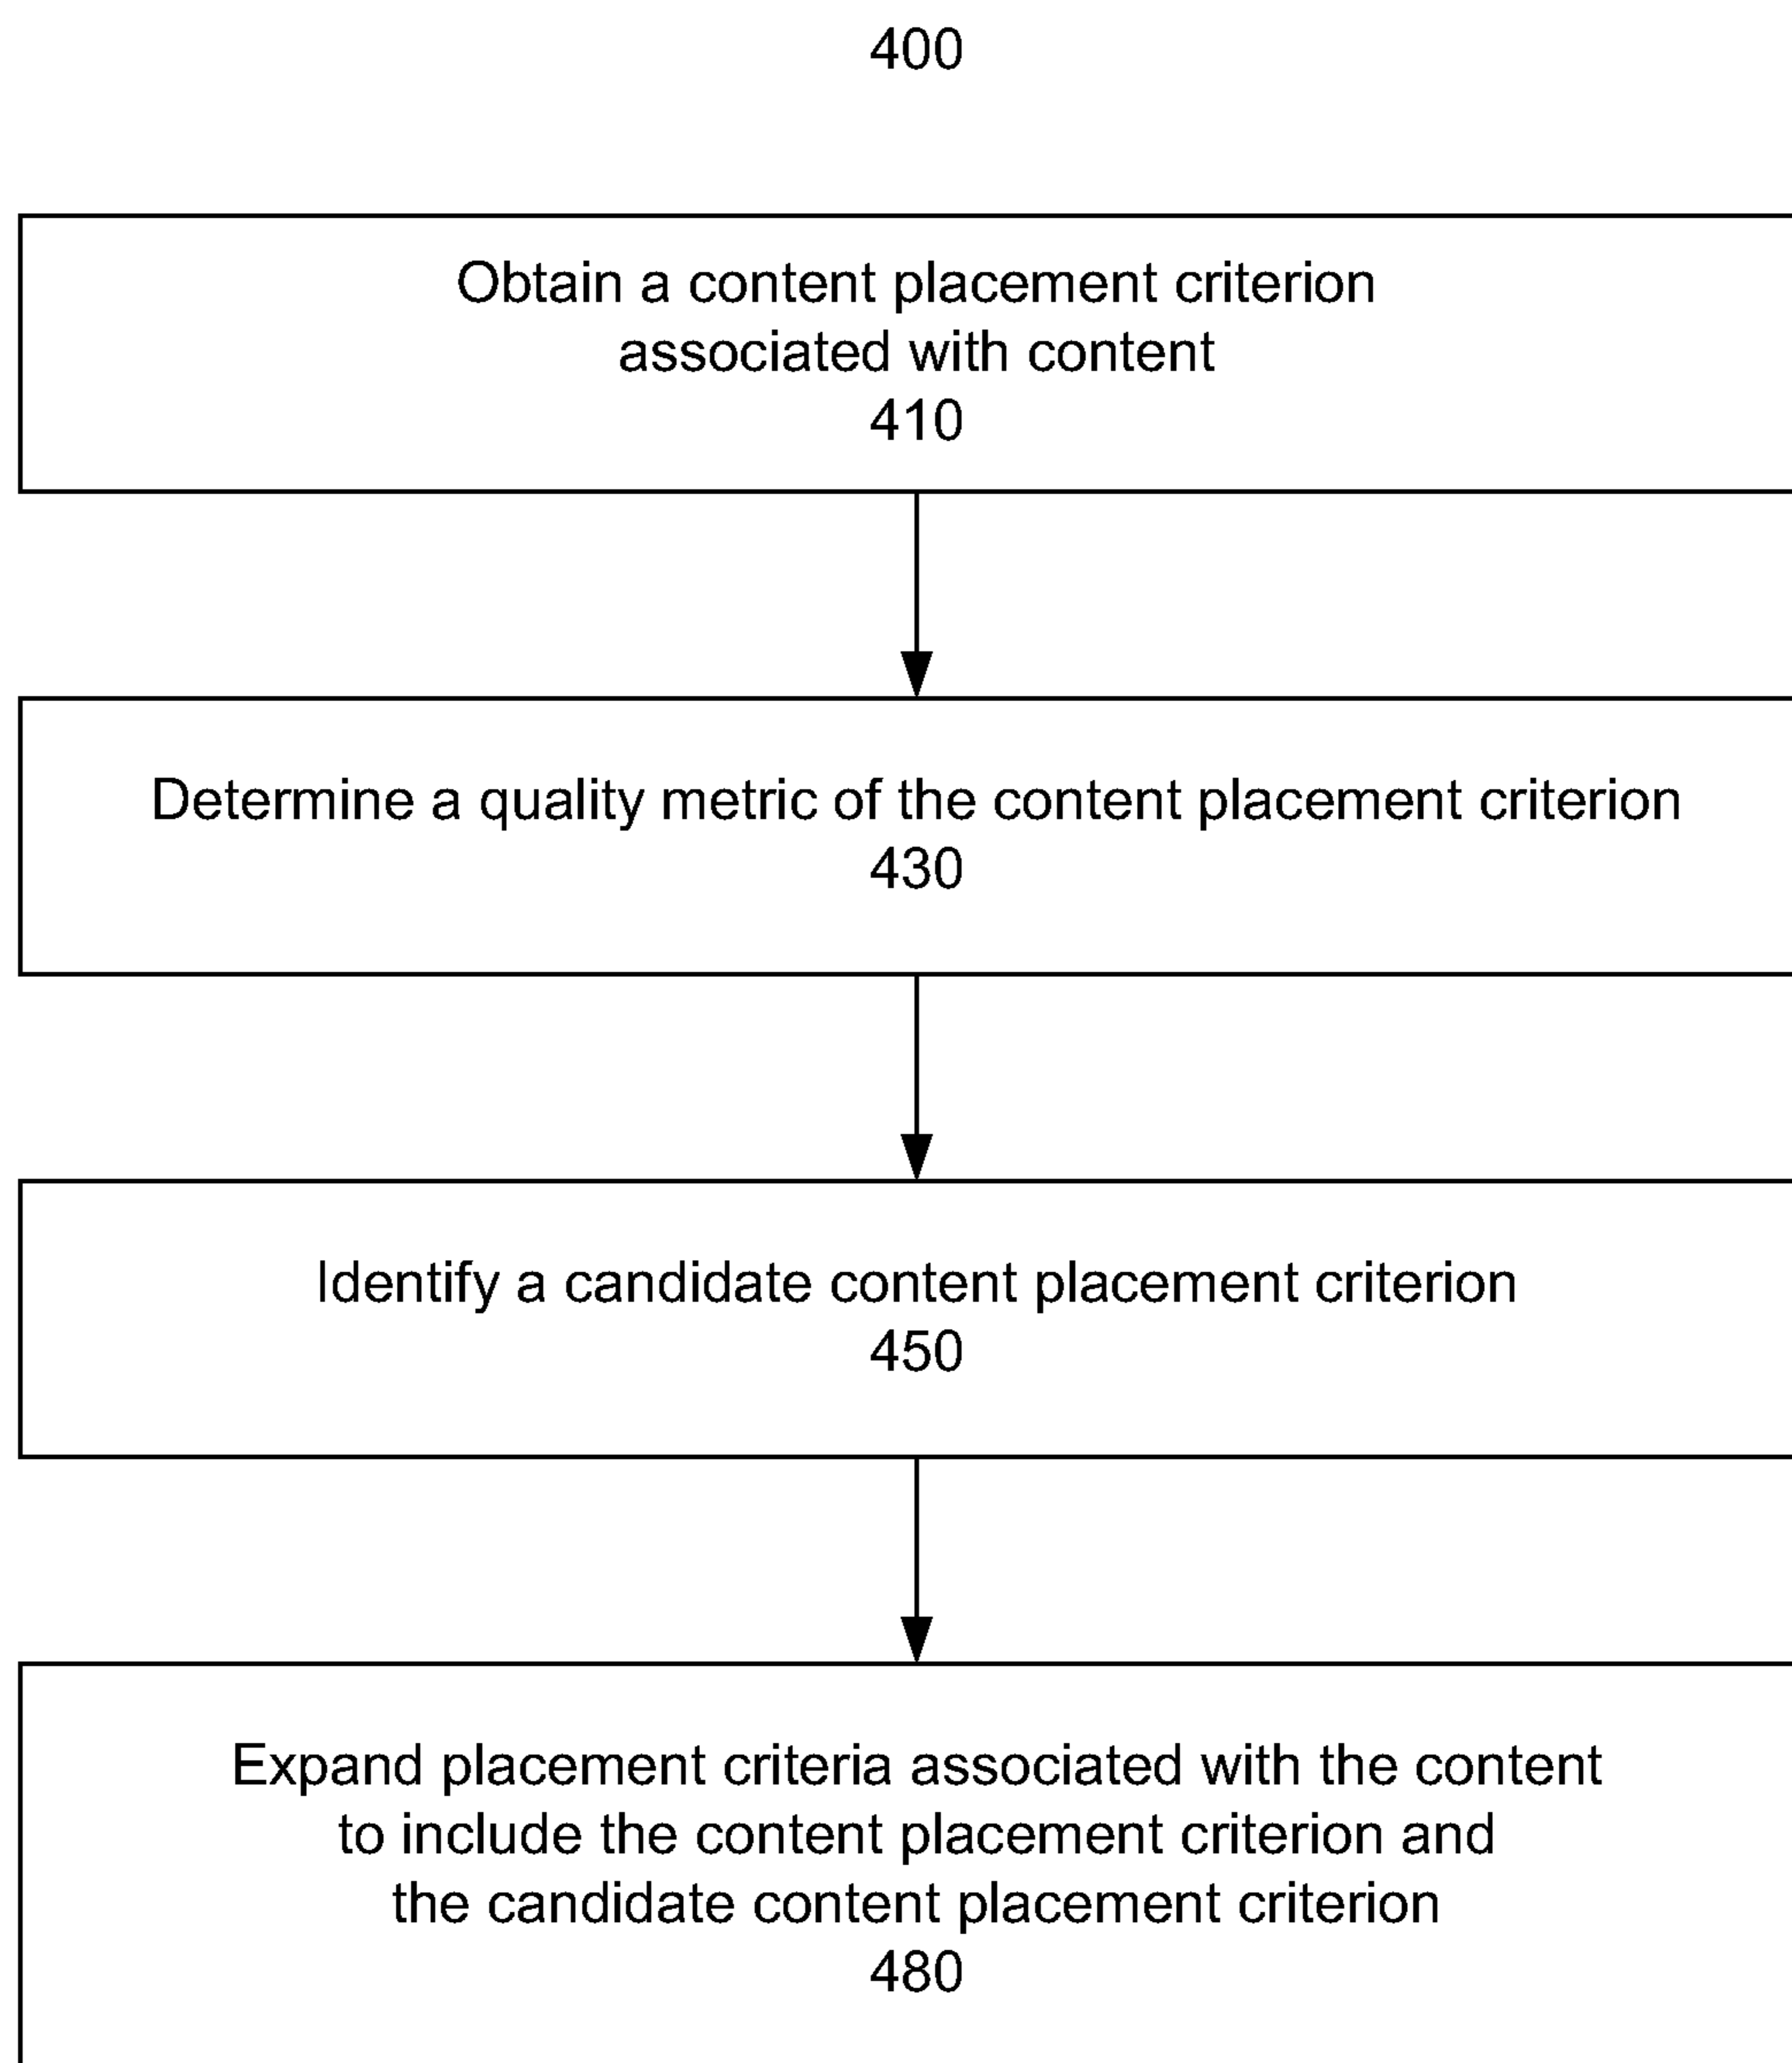 400
Obtain a content placement criterion
associated with content
410
Determine a quality metric of the content placement criterion
430
Identify a candidate content placement criterion
450
Expand placement criteria associated with the content
to include the content placement criterion and
the candidate content placement criterion
480